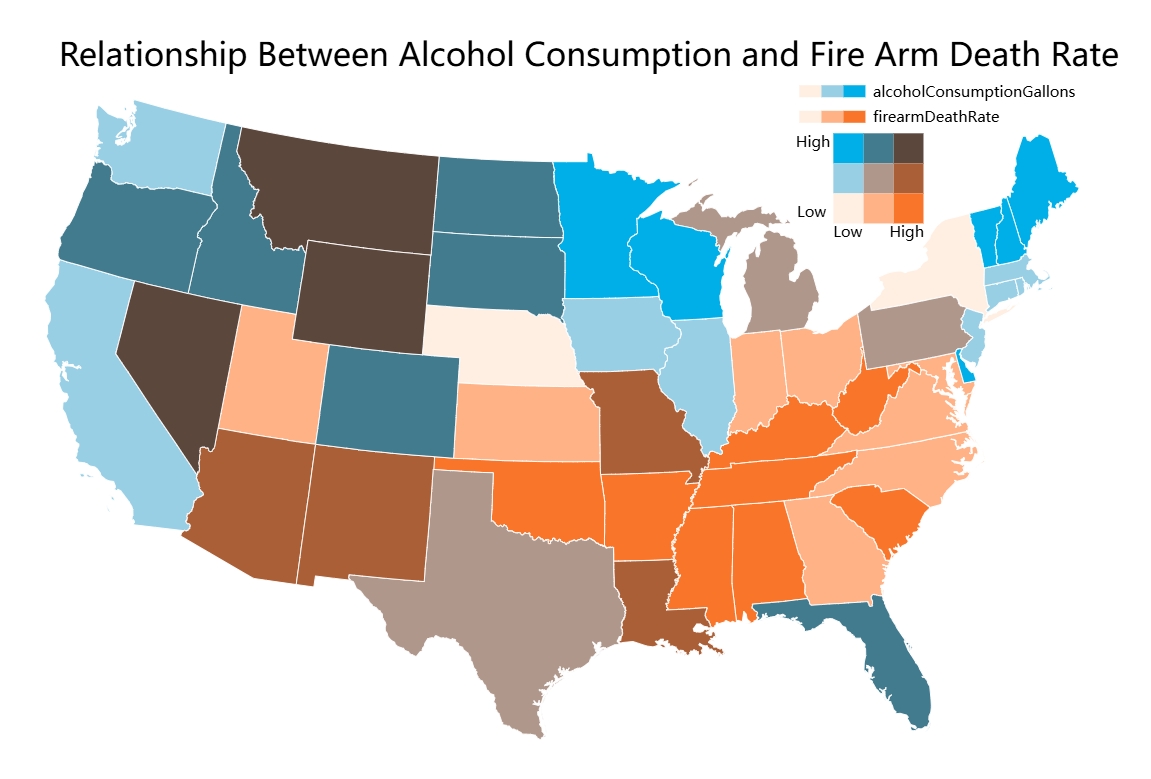 Relationship Between Alcohol Consumption and Fire Arm Death Rate
alcoholConsumptionGallons
firearmDeathRate
High
Low
Low High